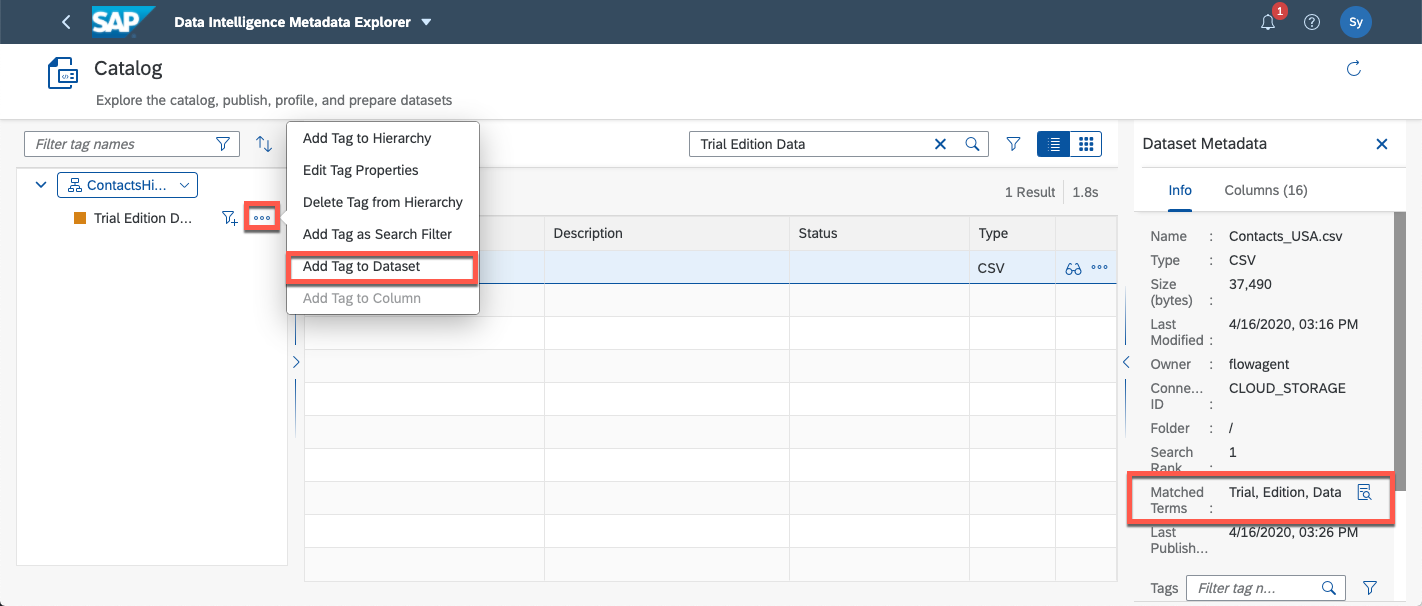 SAP Data Intelligence Metadata Explorer
1
Sy
Catalog
Explore the catalog, publish, profile, and prepare datasets
Filter tag names
ContactsHi...
Trial Edition D...
Add Tag to Hierarchy
Edit Tag Properties
Delete Tag from Hierarchy
Add Tag as Search Filter
Add Tag to Dataset
Add Tag to Column
Trial Edition Data
1 Result 1.8s
Description Status Type
CSV
Dataset Metadata
Info Columns (16)
Name : Contacts_USA.csv
Type : CSV
Size
(bytes) : 37,490
Last
Modified : 4/16/2020, 03:16 PM
Owner : flowagent
Conne...
ID : CLOUD_STORAGE
Folder : /
Search
Rank : 1
Matched
Terms : Trial, Edition, Data
Last
Publish... 4/16/2020, 03:26 PM
Tags Filter tag n...